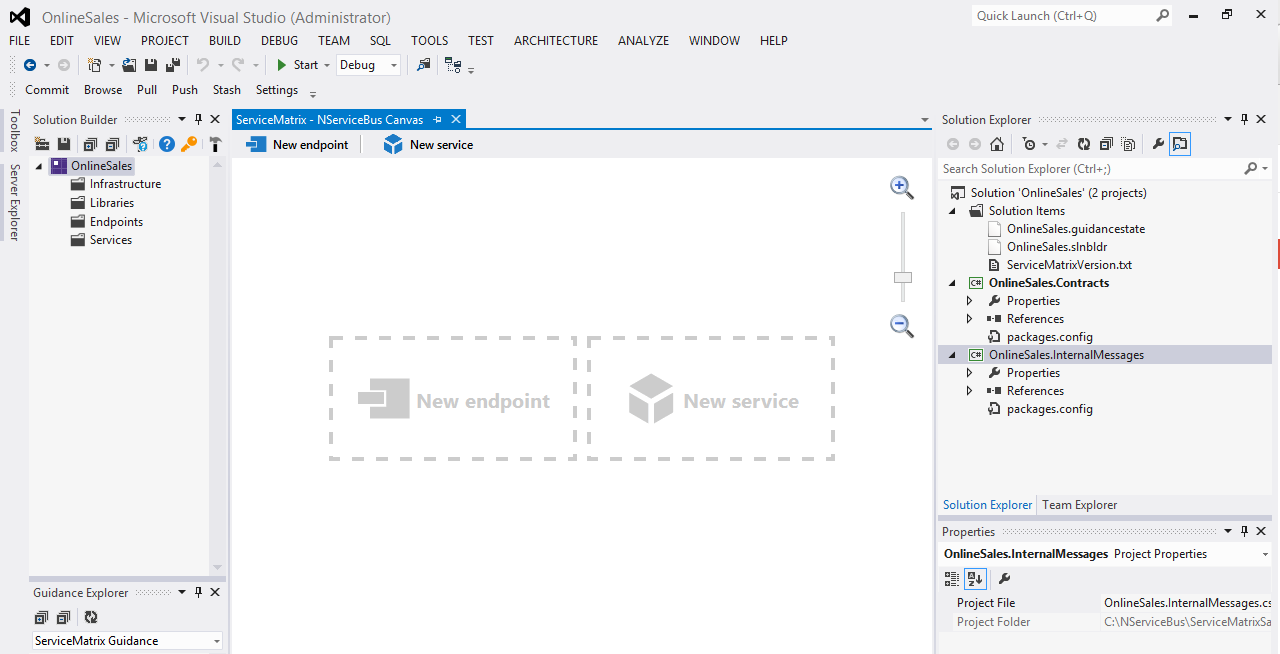 OnlineSales - Microsoft Visual Studio (Administrator)
Quick Launch (Ctrl+Q)
FILE EDIT VIEW PROJECT BUILD DEBUG TEAM SQL TOOLS TEST ARCHITECTURE ANALYZE WINDOW HELP
Start Debug
Commit Browse Pull Push Stash Settings
Toolbox
Server Explorer
Solution Builder
OnlineSales
Infrastructure
Libraries
Endpoints
Services
Guidance Explorer
ServiceMatrix Guidance
ServiceMatrix - NServiceBus Canvas
New endpoint New service
New endpoint
New service
Solution Explorer
Search Solution Explorer (Ctrl+;)
Solution 'OnlineSales' (2 projects)
Solution Items
OnlineSales.guidancestate
OnlineSales.slnbldr
ServiceMatrixVersion.txt
C# OnlineSales.Contracts
Properties
References
packages.config
C# OnlineSales.InternalMessages
Properties
References
packages.config
Solution Explorer Team Explorer
Properties
OnlineSales.InternalMessages Project Properties
Project File OnlineSales.InternalMessages.cs
Project Folder C:\NServiceBus\ServiceMatrixSa